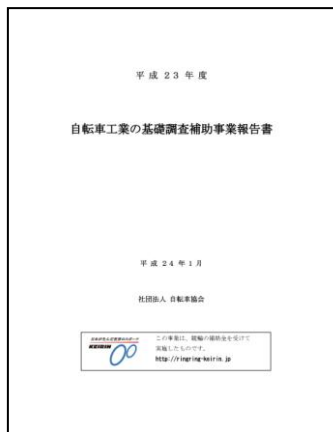 平成23年度
自転車工業の基礎調査補助事業報告書
平成24年1月
社団法人 自転車協会
この事業は、競輪の補助金を受けて
実施したものです。
http://ringring-keirin.jp